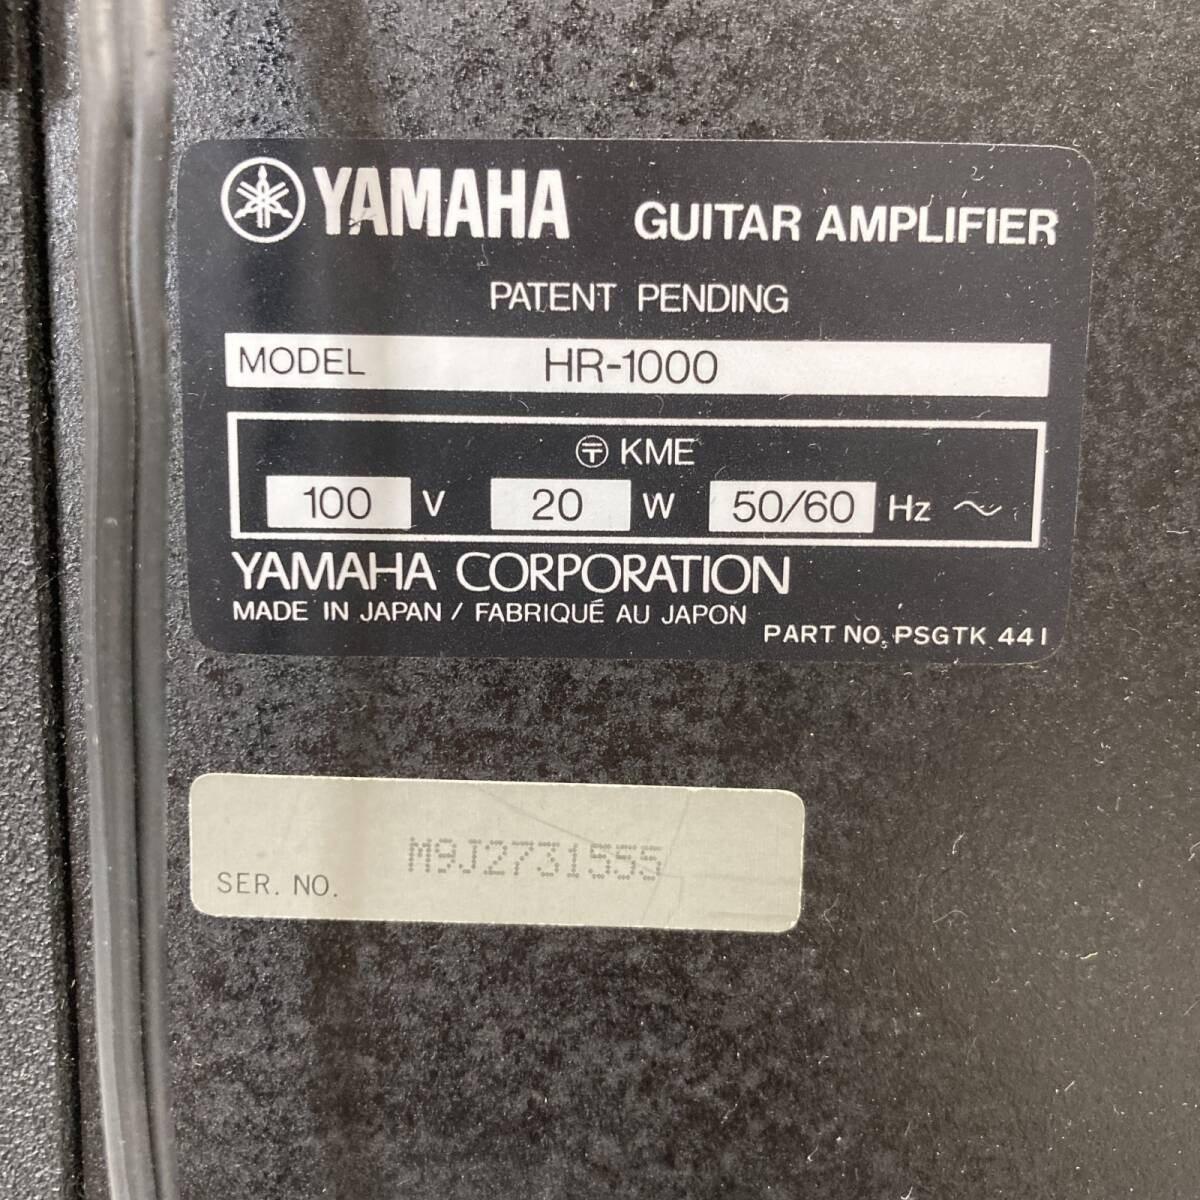 YAMAHA GUITAR AMPLIFIER
PATENT PENDING
MODEL HR-1000
〶 KME
100 V 20 W 50/60 Hz ～
YAMAHA CORPORATION
MADE IN JAPAN / FABRIQUÉ AU JAPON
PART NO. PSGTK 441
SER. NO. M9J2731555